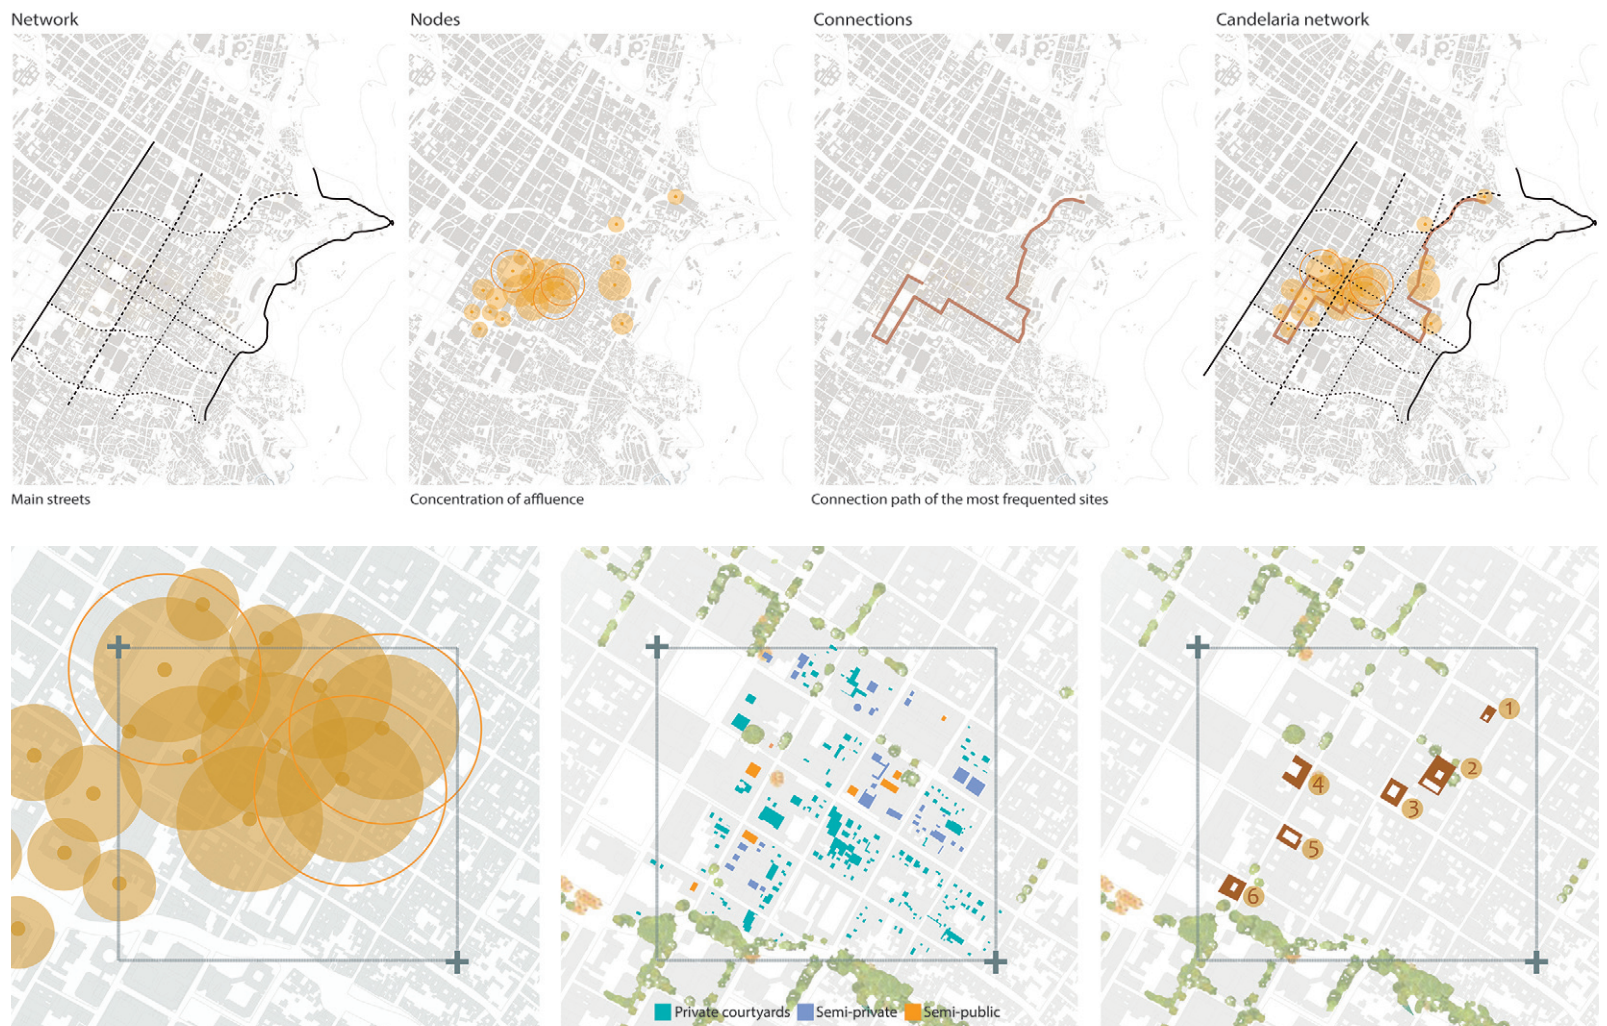 Network
Nodes
Connections
Candelaria network
Main streets
Concentration of affluence
Connection path of the most frequented sites
1
2
3
4
5
6
Private courtyards
Semi-private
Semi-public